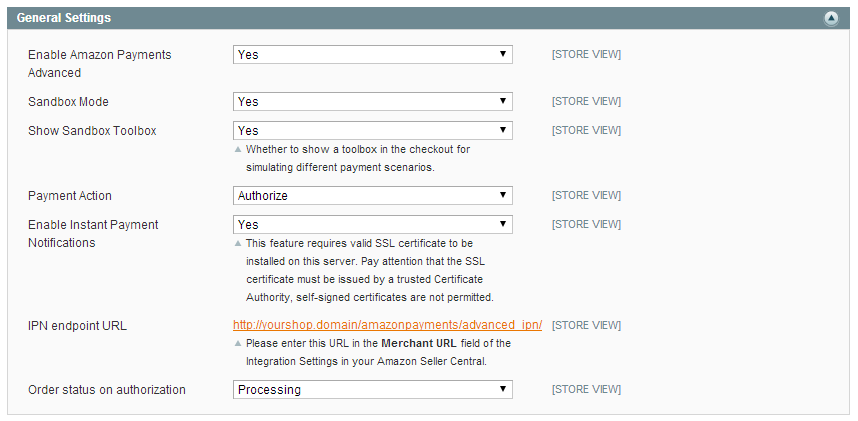 General Settings
Enable Amazon Payments Advanced Yes [STORE VIEW]
Sandbox Mode Yes [STORE VIEW]
Show Sandbox Toolbox Yes [STORE VIEW]
Whether to show a toolbox in the checkout for
simulating different payment scenarios.
Payment Action Authorize [STORE VIEW]
Enable Instant Payment Notifications Yes [STORE VIEW]
This feature requires valid SSL certificate to be
installed on this server. Pay attention that the SSL
certificate must be issued by a trusted Certificate
Authority, self-signed certificates are not permitted.
IPN endpoint URL http://yourshop.domain/amazonpayments/advanced_ipn/ [STORE VIEW]
Please enter this URL in the Merchant URL field of the
Integration Settings in your Amazon Seller Central.
Order status on authorization Processing [STORE VIEW]